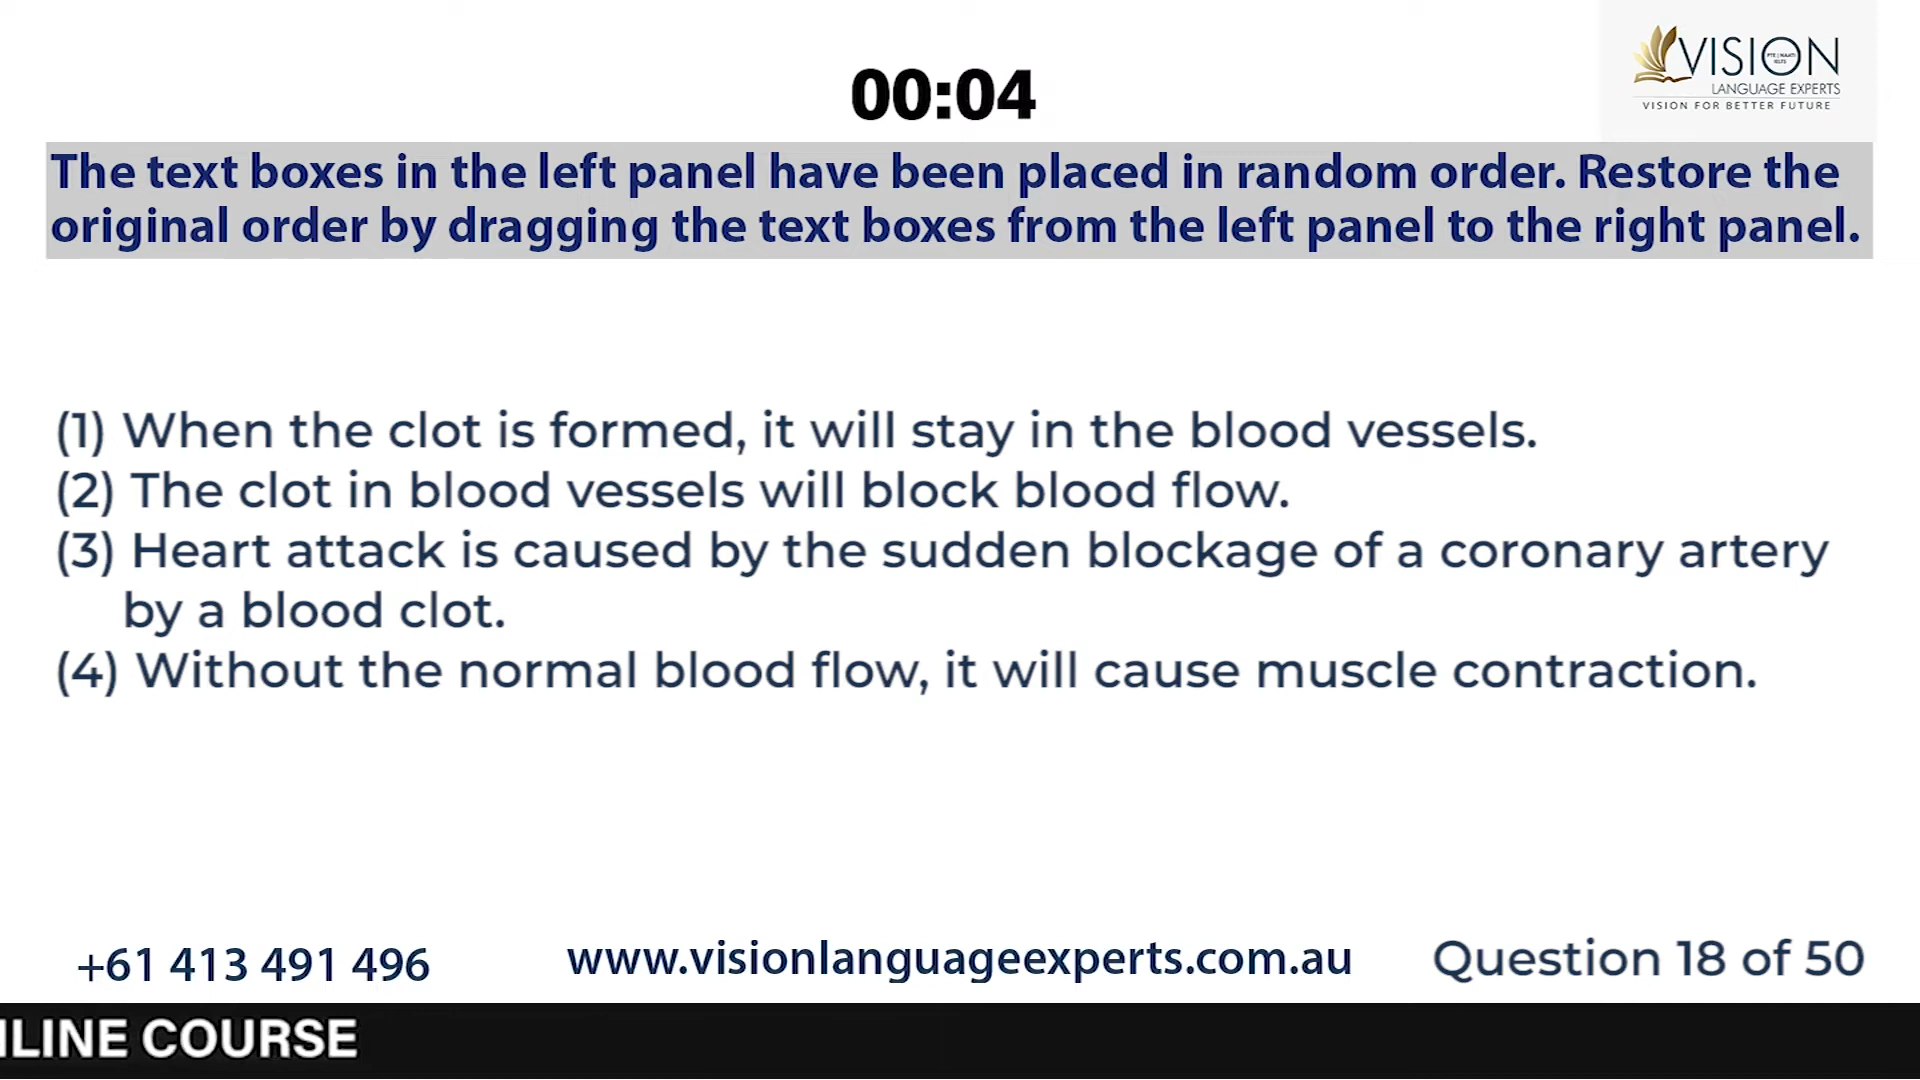 VISION
PTE | NAATI
IELTS
LANGUAGE EXPERTS
VISION FOR BETTER FUTURE
00:04
The text boxes in the left panel have been placed in random order. Restore the
original order by dragging the text boxes from the left panel to the right panel.
(1) When the clot is formed, it will stay in the blood vessels.
(2) The clot in blood vessels will block blood flow.
(3) Heart attack is caused by the sudden blockage of a coronary artery
by a blood clot.
(4) Without the normal blood flow, it will cause muscle contraction.
+61 413 491 496
www.visionlanguageexperts.com.au
Question 18 of 50
NLINE COURSE